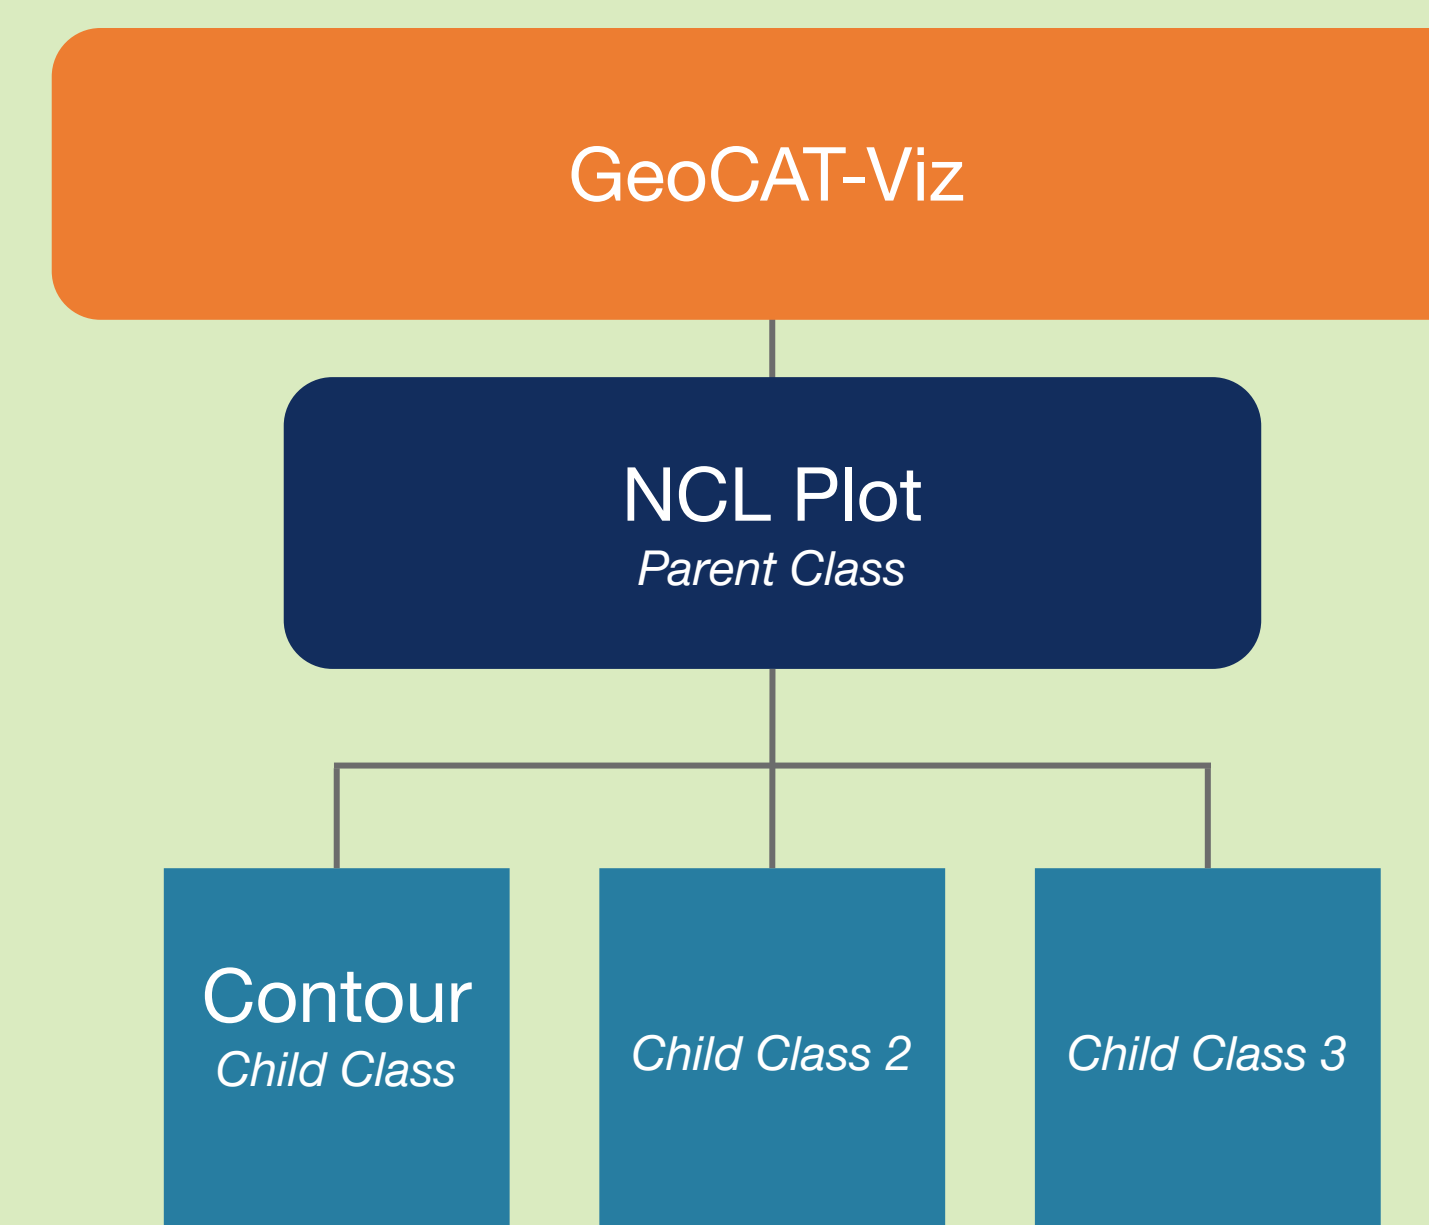 GeoCAT-Viz
NCL Plot
Parent Class
Contour
Child Class
Child Class 2
Child Class 3